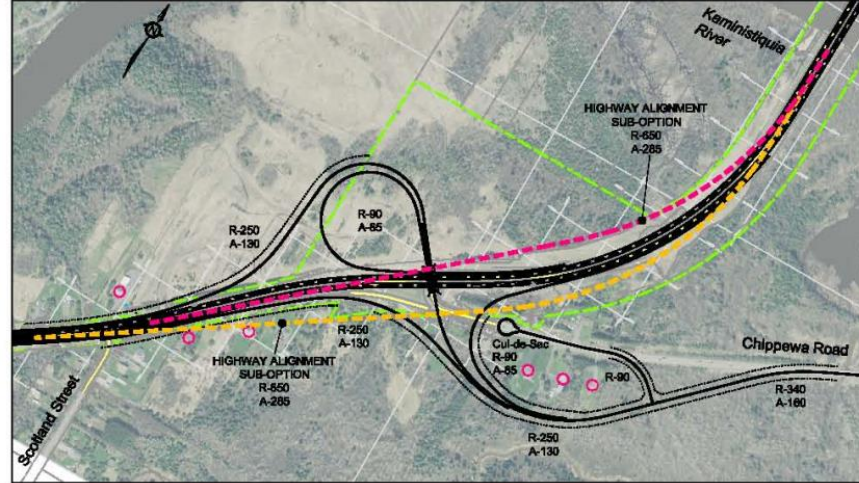 Kaministiquia
River
HIGHWAY ALIGNMENT
SUB-OPTION
R-650
A-285
R-250
A-130
R-90
A-85
R-250
A-130
HIGHWAY ALIGNMENT
SUB-OPTION
R-650
A-285
Cul-de-Sac
R-90
A-85
R-90
Chippewa Road
R-340
A-160
R-250
A-130
Scotland Street